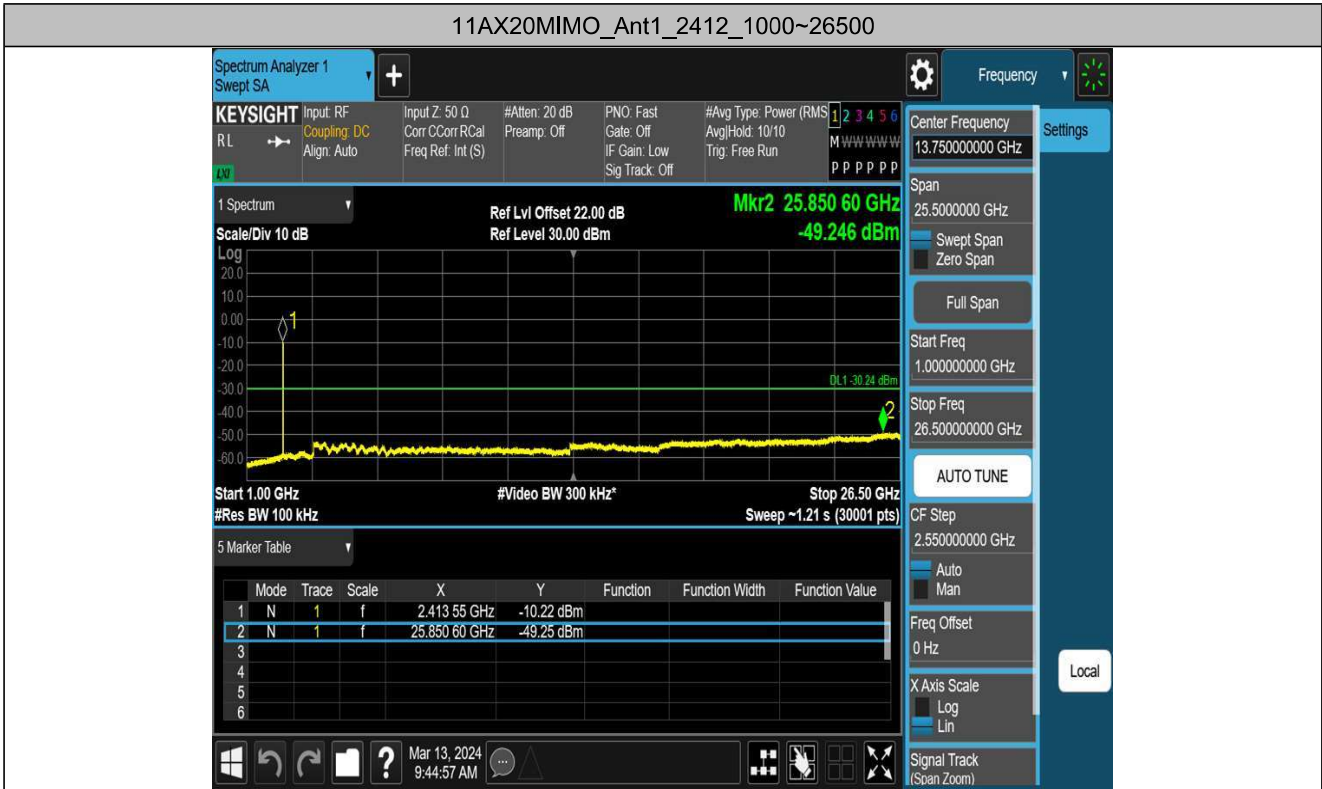 11AX20MIMO_Ant1_2412_1000~26500
Spectrum Analyzer 1
Swept SA
+
Frequency
KEYSIGHT
RL
LXI
Input: RF
Coupling: DC
Align: Auto
Input Z: 50 Ω
Corr CCorr RCal
Freq Ref: Int (S)
#Atten: 20 dB
Preamp: Off
PNO: Fast
Gate: Off
IF Gain: Low
Sig Track: Off
#Avg Type: Power (RMS
Avg|Hold: 10/10
Trig: Free Run
1 2 3 4 5 6
M W W W W W
P P P P P P
1 Spectrum
Scale/Div 10 dB
Ref Lvl Offset 22.00 dB
Ref Level 30.00 dBm
Mkr2 25.850 60 GHz
-49.246 dBm
Log
20.0
10.0
0.00
-10.0
-20.0
-30.0
-40.0
-50.0
-60.0
1
DL1 -30.24 dBm
2
Start 1.00 GHz
#Video BW 300 kHz*
Stop 26.50 GHz
#Res BW 100 kHz
Sweep ~1.21 s (30001 pts)
5 Marker Table
Mode Trace Scale X Y Function Function Width Function Value
1 N 1 f 2.413 55 GHz -10.22 dBm
2 N 1 f 25.850 60 GHz -49.25 dBm
3
4
5
6
?
Mar 13, 2024
9:44:57 AM
Center Frequency
13.750000000 GHz
Settings
Span
25.5000000 GHz
Swept Span
Zero Span
Full Span
Start Freq
1.000000000 GHz
Stop Freq
26.500000000 GHz
AUTO TUNE
CF Step
2.550000000 GHz
Auto
Man
Freq Offset
0 Hz
Local
X Axis Scale
Log
Lin
Signal Track
(Span Zoom)